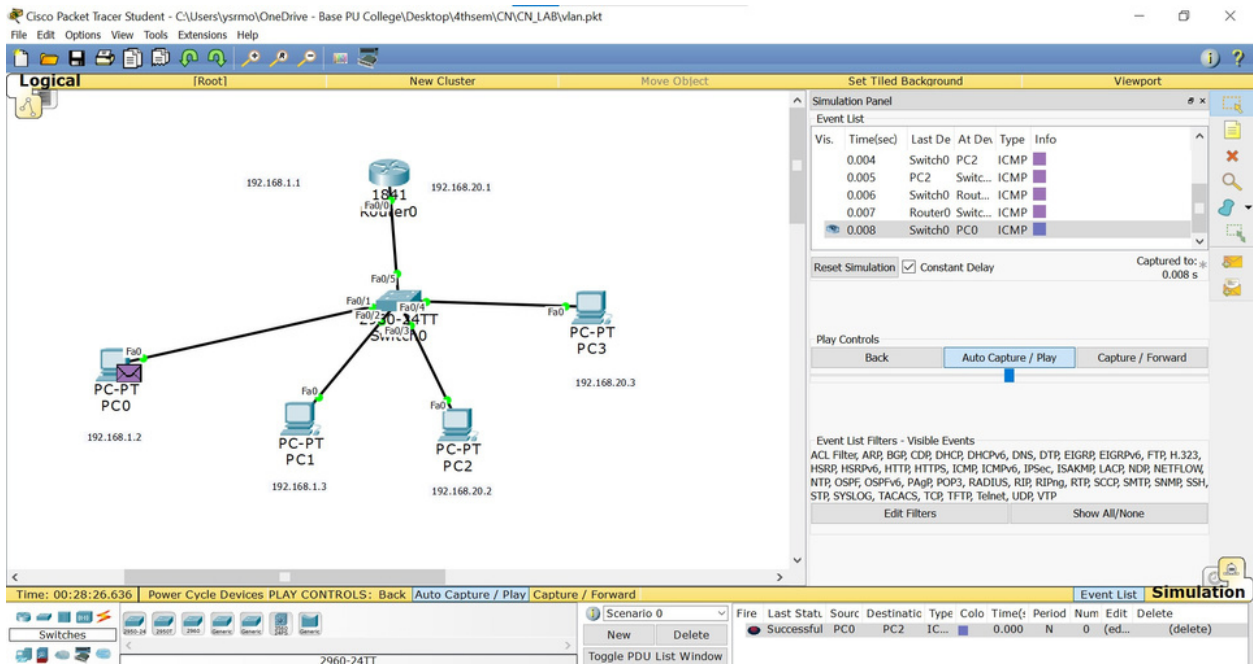 Cisco Packet Tracer Student - C:\Users\ysrmo\OneDrive - Base PU College\Desktop\4thsem\CN\CN_LAB\vlan.pkt
File Edit Options View Tools Extensions Help
Logical [Root] New Cluster Move Object Set Tiled Background Viewport
192.168.1.1
1841
Router0
Fa0/0
192.168.20.1
Fa0/5
Fa0/1
Fa0/4
Fa0/2
2960-24TT
Fa0/3
Switch0
Fa0
PC-PT
PC3
192.168.20.3
Fa0
PC-PT
PC0
192.168.1.2
Fa0
PC-PT
PC1
192.168.1.3
Fa0
PC-PT
PC2
192.168.20.2
Simulation Panel
Event List
Vis. Time(sec) Last De At Dev Type Info
0.004 Switch0 PC2 ICMP
0.005 PC2 Switc... ICMP
0.006 Switch0 Rout... ICMP
0.007 Router0 Switc... ICMP
0.008 Switch0 PC0 ICMP
Reset Simulation Constant Delay Captured to: *
0.008 s
Play Controls
Back Auto Capture / Play Capture / Forward
Event List Filters - Visible Events
ACL Filter, ARP, BGP, CDP, DHCP, DHCPv6, DNS, DTP, EIGRP, EIGRPv6, FTP, H.323,
HSRP, HSRPv6, HTTP, HTTPS, ICMP, ICMPv6, IPSec, ISAKMP, LACP, NDP, NETFLOW,
NTP, OSPF, OSPFv6, PAgP, POP3, RADIUS, RIP, RIPng, RTP, SCCP, SMTP, SNMP, SSH,
STP, SYSLOG, TACACS, TCP, TFTP, Telnet, UDP, VTP
Edit Filters Show All/None
Time: 00:28:26.636 Power Cycle Devices PLAY CONTROLS: Back Auto Capture / Play Capture / Forward Event List Simulation
Switches
2950-24 2950T 2960 Generic Generic Generic
2960-24TT
Scenario 0
New Delete
Toggle PDU List Window
Fire Last Statu Sourc Destinatic Type Colo Time(: Period Num Edit Delete
Successful PC0 PC2 IC... 0.000 N 0 (ed... (delete)